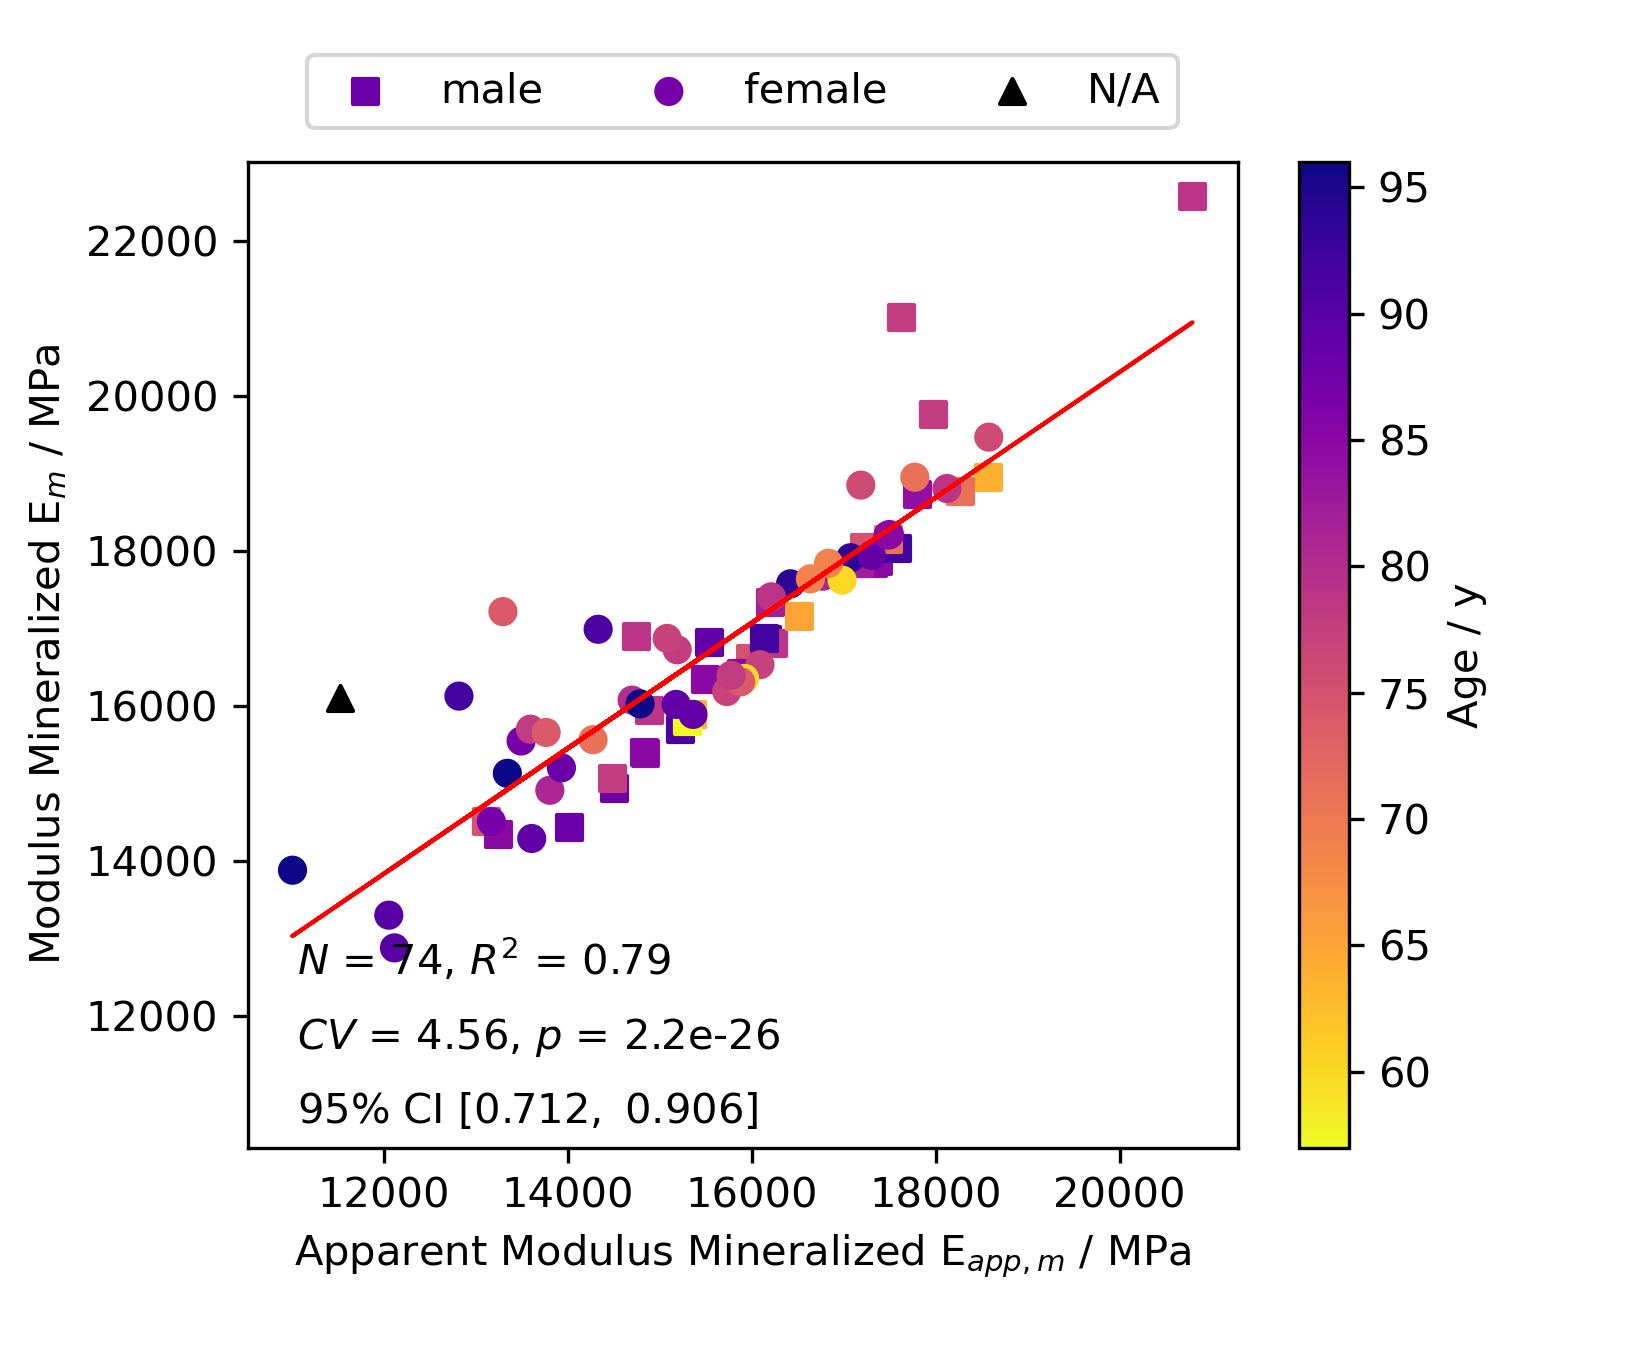 male female N/A
22000
20000
18000
16000
14000
12000
Modulus Mineralized E_m / MPa
N = 74, R² = 0.79
CV = 4.56, p = 2.2e-26
95% CI [0.712, 0.906]
12000 14000 16000 18000 20000
Apparent Modulus Mineralized E_app,m / MPa
95
90
85
80
75
70
65
60
Age / y